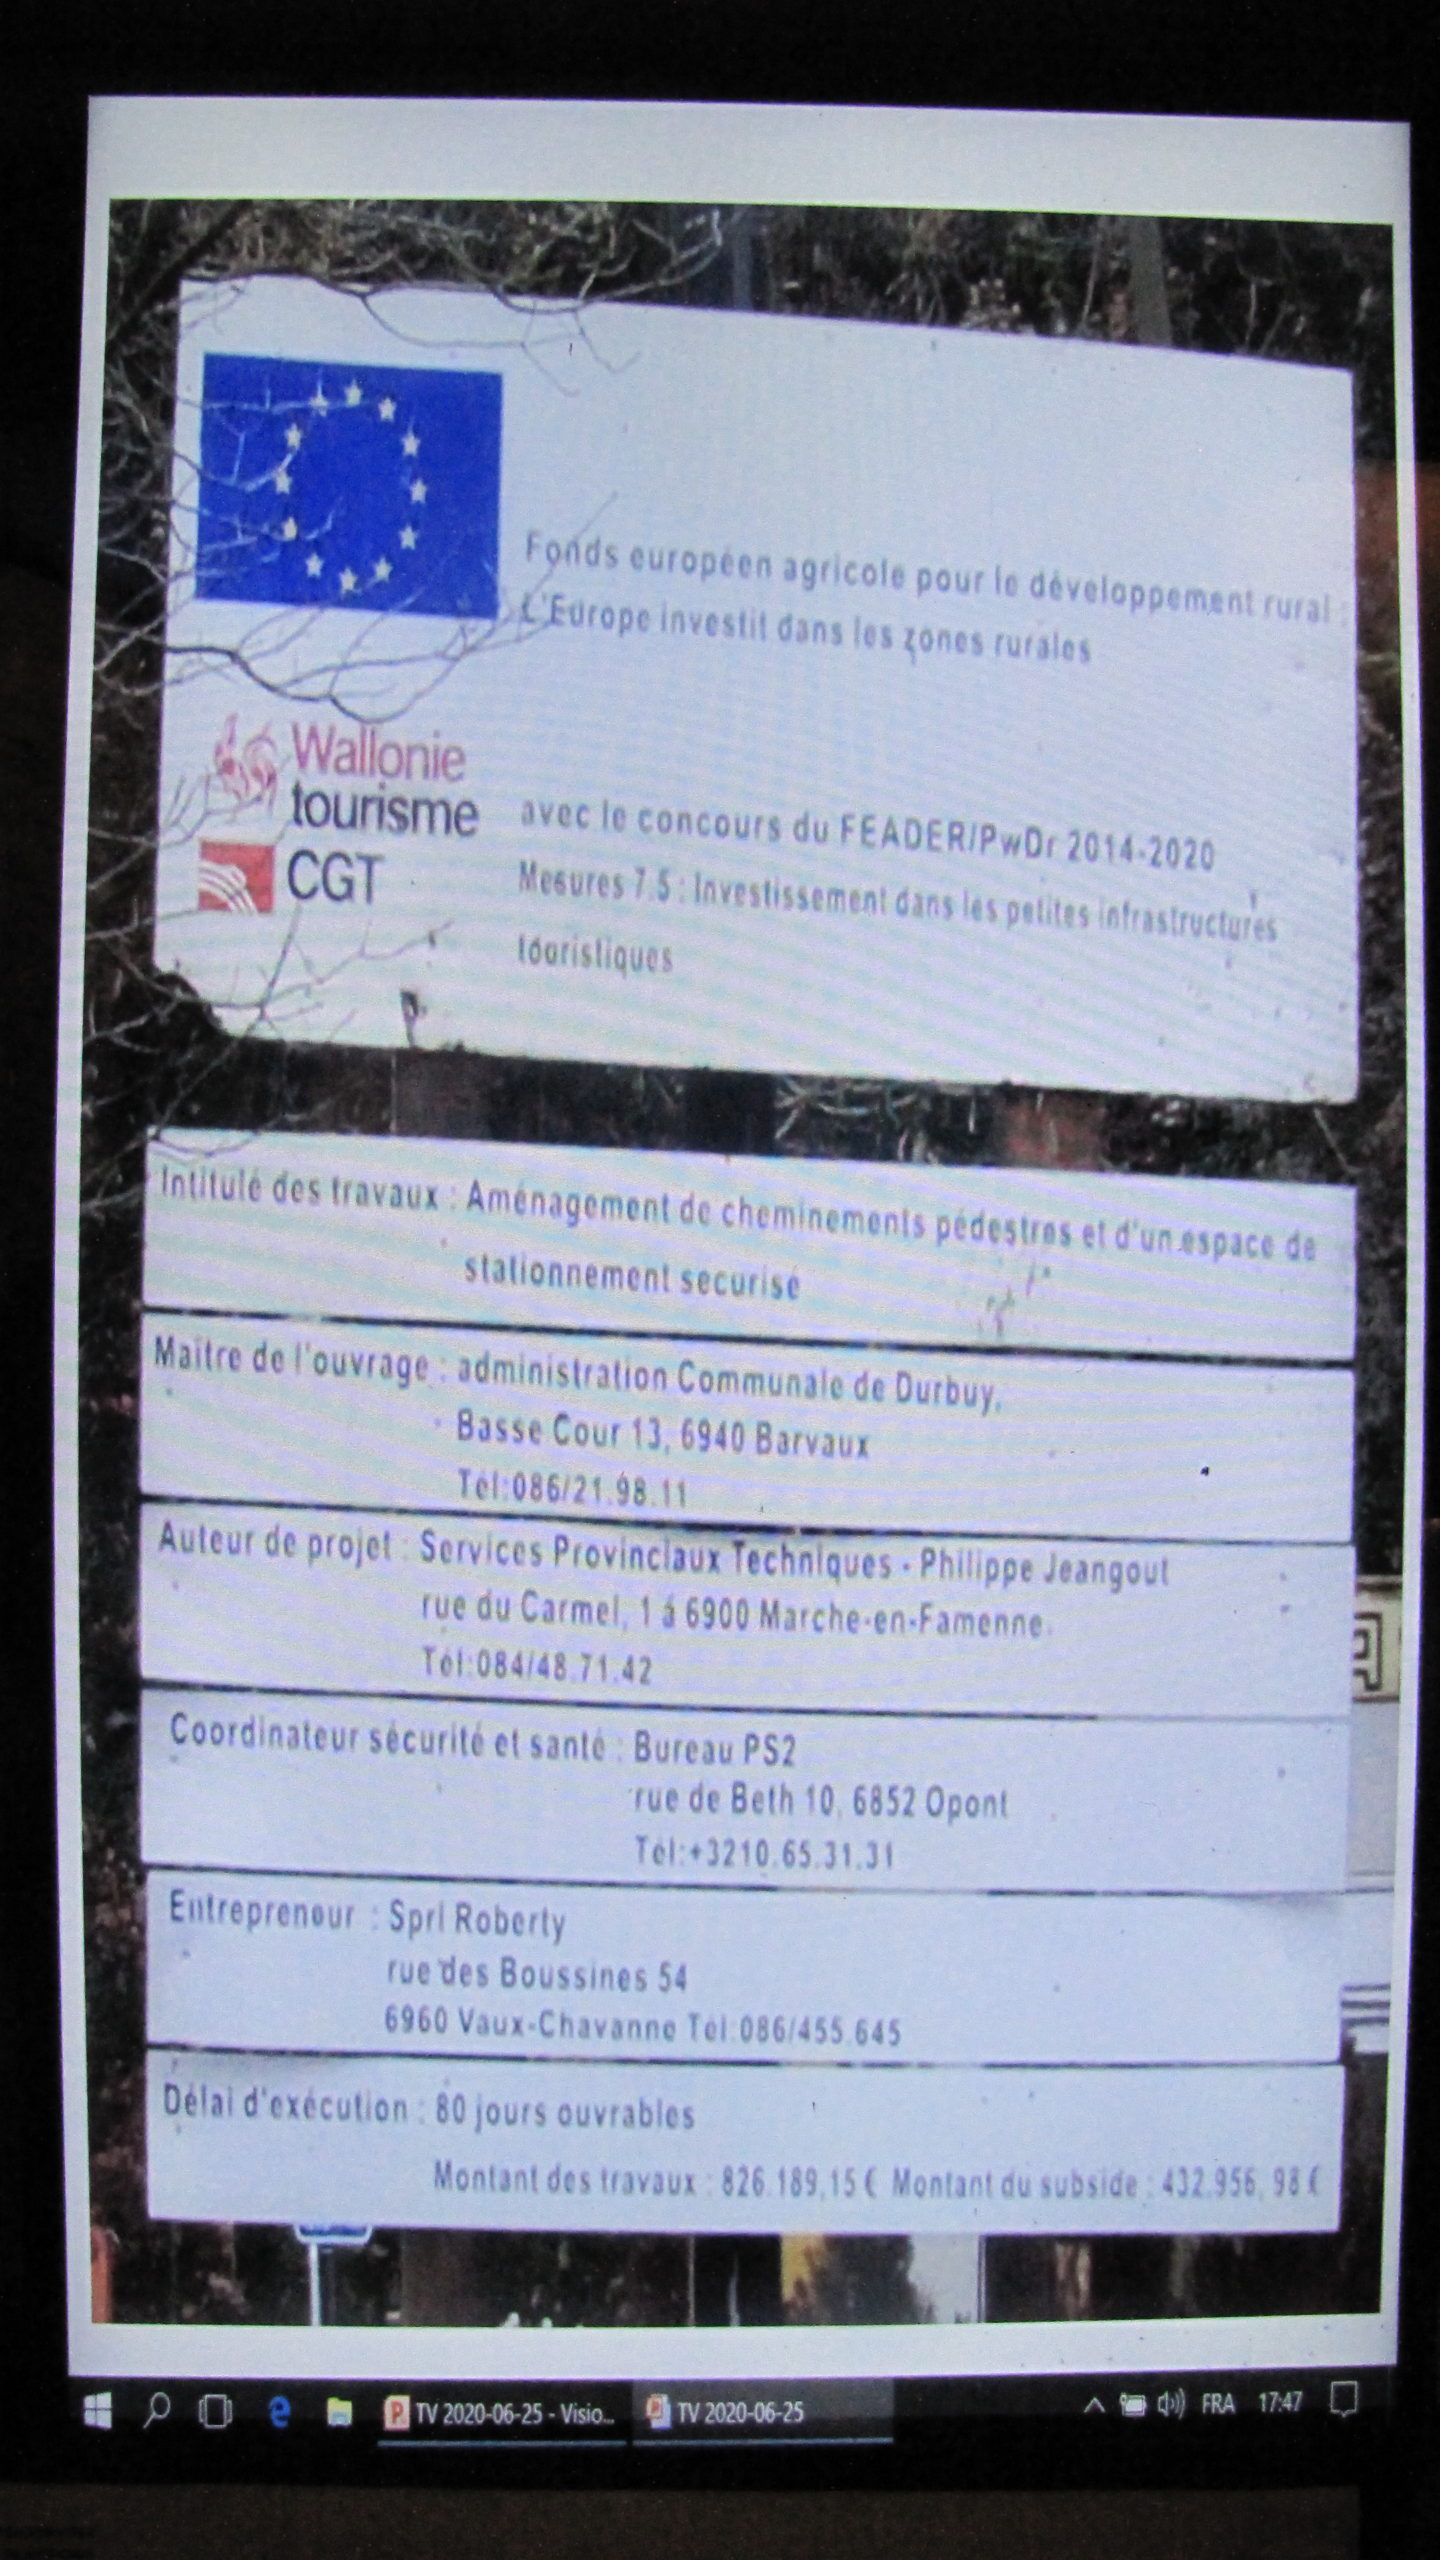 Fonds européen agricole pour le développement rural :
L'Europe investit dans les zones rurales
Wallonie
tourisme
CGT
avec le concours du FEADER/PwDr 2014-2020
Mesures 7.5 : Investissement dans les petites infrastructures
touristiques
Intitulé des travaux : Aménagement de cheminements pédestres et d'un espace de
stationnement sécurisé
Maître de l'ouvrage : administration Communale de Durbuy,
Basse Cour 13, 6940 Barvaux
Tél:086/21.98.11
Auteur de projet : Services Provinciaux Techniques - Philippe Jeangout
rue du Carmel, 1 à 6900 Marche-en-Famenne
Tél:084/48.71.42
Coordinateur sécurité et santé : Bureau PS2
rue de Beth 10, 6852 Opont
Tél:+3210.65.31.31
Entrepreneur : Sprl Roberty
rue des Boussines 54
6960 Vaux-Chavanne Tél:086/455.645
Délai d'exécution : 80 jours ouvrables
Montant des travaux : 826.189,15 € Montant du subside : 432.956, 98 €
TV 2020-06-25 - Visio...
TV 2020-06-25
FRA
17:47